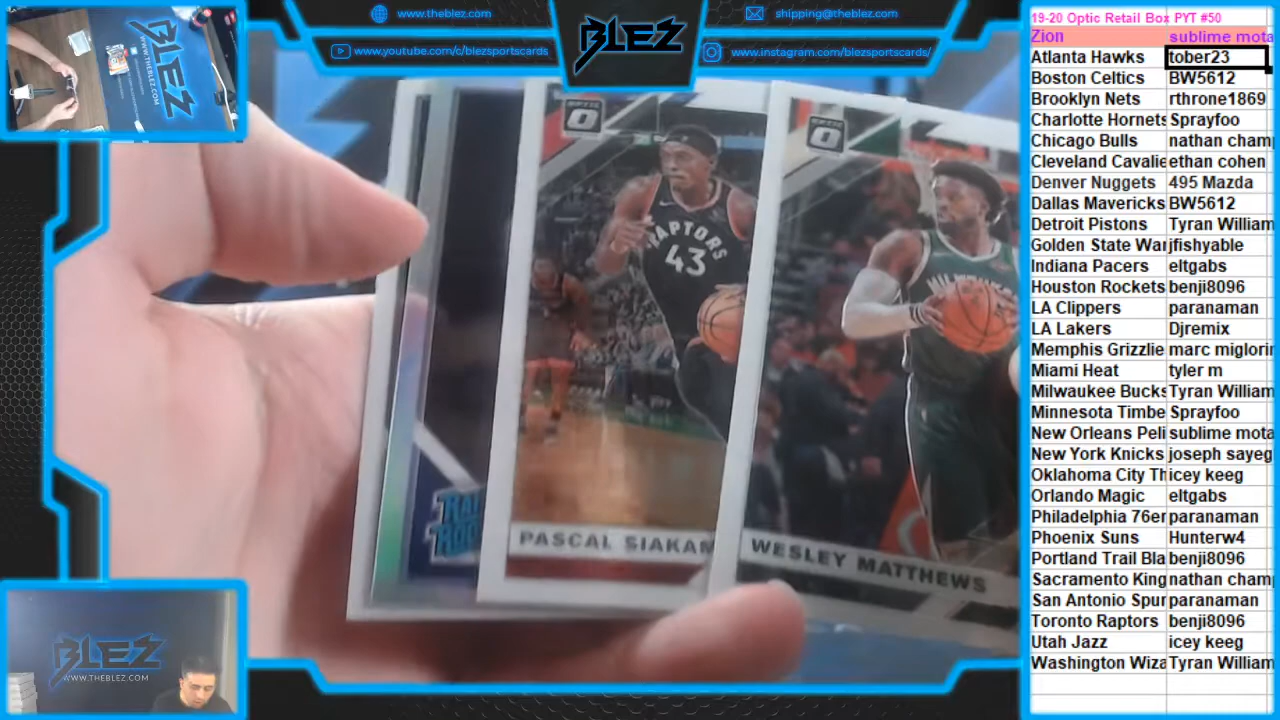 www.theblez.com
shipping@theblez.com
BLEZ
www.youtube.com/c/blezsportscards
www.instagram.com/blezsportscards/
BLEZ
WWW.THEBLEZ.COM
OPTIC
OPTIC
RAPTORS
43
MILWAUKEE
PASCAL SIAKAM
WESLEY MATTHEWS
BLEZ
WWW.THEBLEZ.COM
19-20 Optic Retail Box PYT #50
Zion sublime mota
Atlanta Hawks tober23
Boston Celtics BW5612
Brooklyn Nets rthrone1869
Charlotte Hornets Sprayfoo
Chicago Bulls nathan cham
Cleveland Cavalie ethan cohen
Denver Nuggets 495 Mazda
Dallas Mavericks BW5612
Detroit Pistons Tyran William
Golden State War jfishyable
Indiana Pacers eltgabs
Houston Rockets benji8096
LA Clippers paranaman
LA Lakers Djremix
Memphis Grizzlie marc miglorin
Miami Heat tyler m
Milwaukee Bucks Tyran William
Minnesota Timbe Sprayfoo
New Orleans Peli sublime mota
New York Knicks joseph sayeg
Oklahoma City Th icey keeg
Orlando Magic eltgabs
Philadelphia 76er paranaman
Phoenix Suns Hunterw4
Portland Trail Bla benji8096
Sacramento King nathan cham
San Antonio Spur paranaman
Toronto Raptors benji8096
Utah Jazz icey keeg
Washington Wiza Tyran William